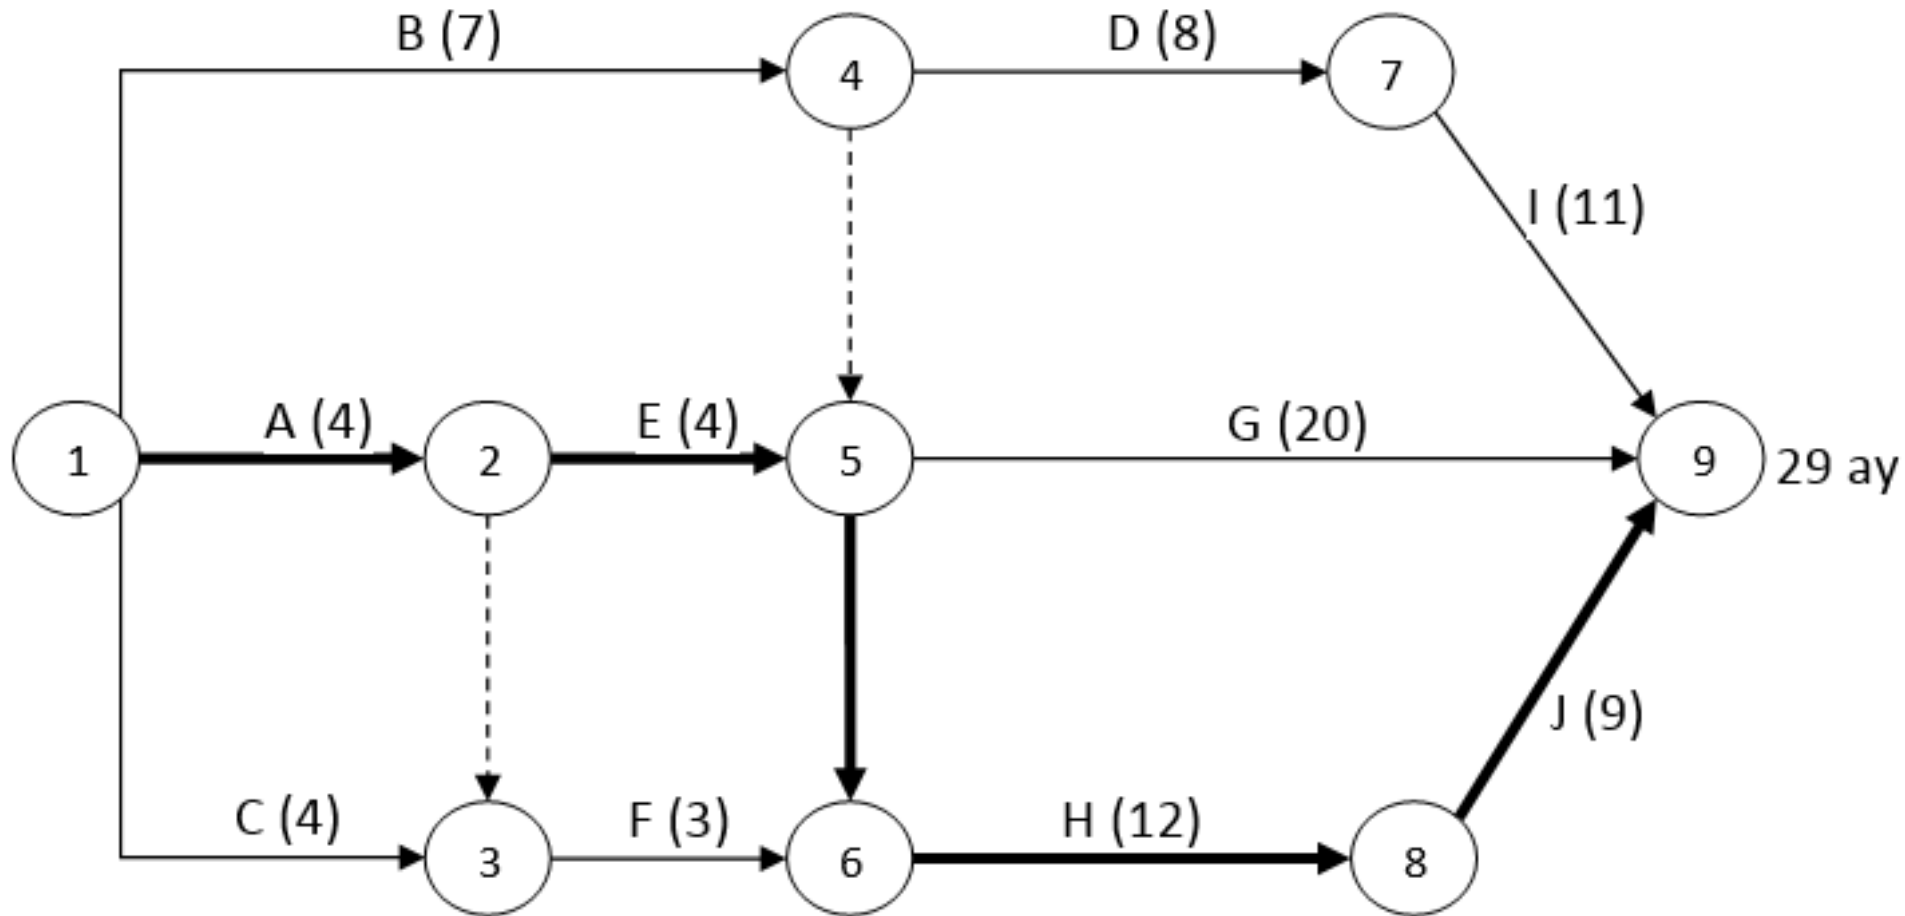 B (7)
4
D (8)
7
I (11)
1
A (4)
2
E (4)
5
G (20)
9
29 ay
J (9)
C (4)
3
F (3)
6
H (12)
8